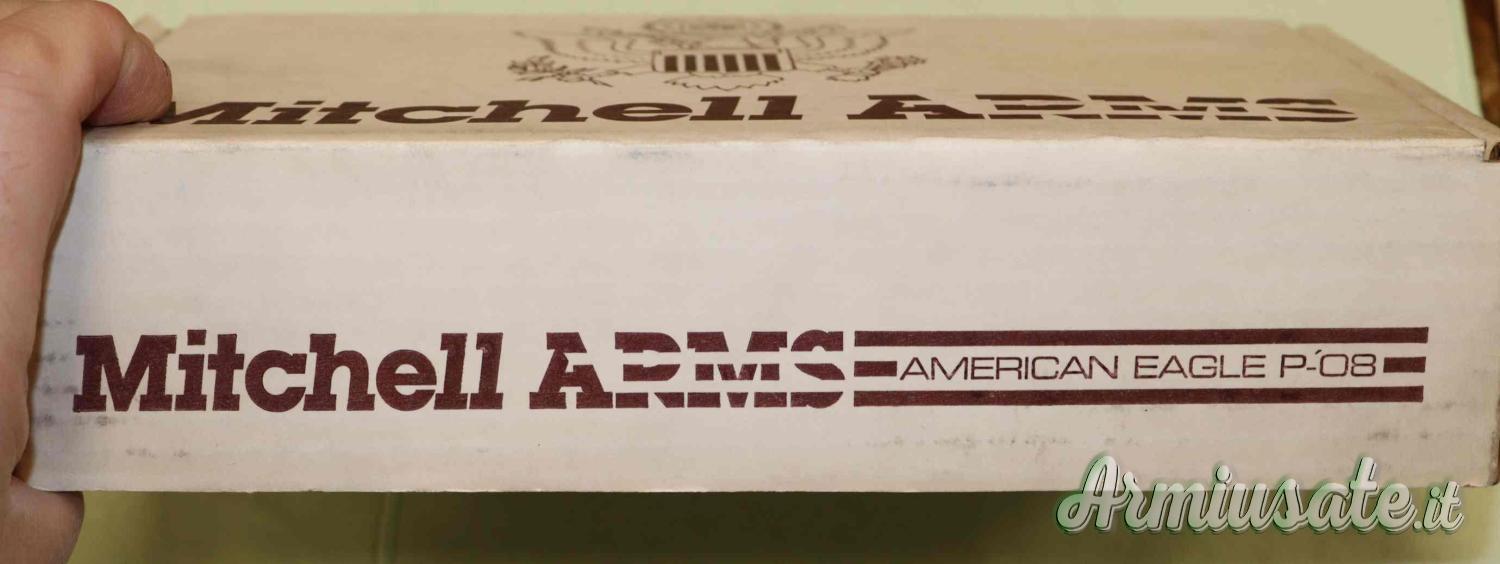 Mitchell ARMS
Mitchell ARMS AMERICAN EAGLE P-'08
Armiusate.it